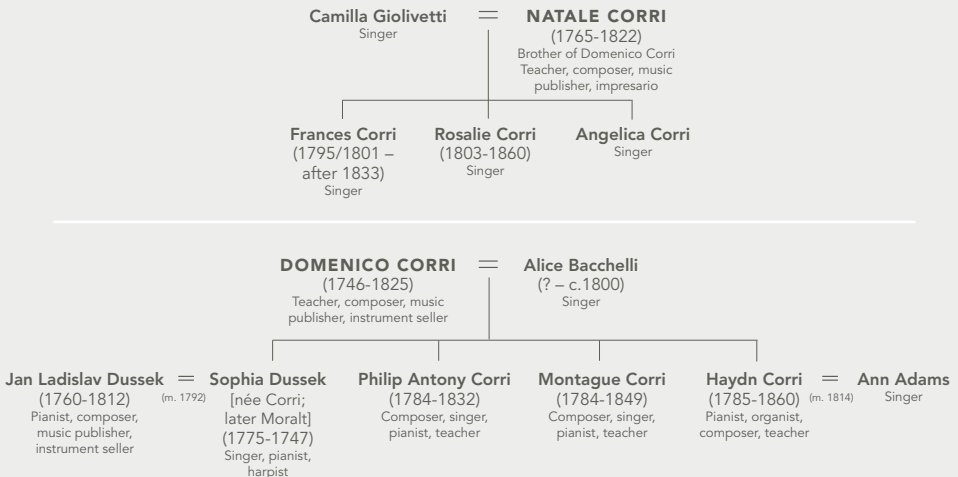 Camilla Giolivetti
Singer
=
NATALE CORRI
(1765-1822)
Brother of Domenico Corri
Teacher, composer, music
publisher, impresario
Frances Corri
(1795/1801 –
after 1833)
Singer
Rosalie Corri
(1803-1860)
Singer
Angelica Corri
Singer
DOMENICO CORRI
(1746-1825)
Teacher, composer, music
publisher, instrument seller
=
Alice Bacchelli
(? – c.1800)
Singer
Jan Ladislav Dussek
(1760-1812)
Pianist, composer,
music publisher,
instrument seller
=
(m. 1792)
Sophia Dussek
[née Corri;
later Moralt]
(1775-1747)
Singer, pianist,
harpist
Philip Antony Corri
(1784-1832)
Composer, singer,
pianist, teacher
Montague Corri
(1784-1849)
Composer, singer,
pianist, teacher
Haydn Corri
(1785-1860)
Pianist, organist,
composer, teacher
=
(m. 1814)
Ann Adams
Singer